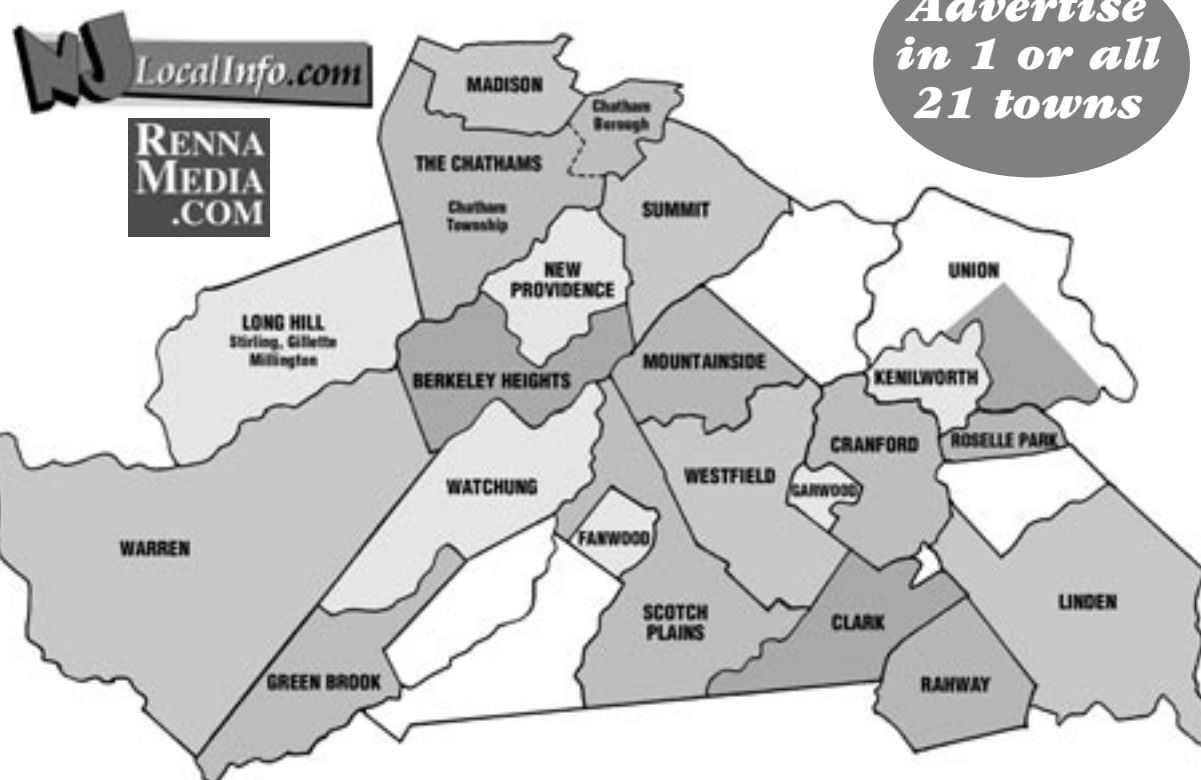 NJ LocalInfo.com
RENNA
MEDIA
.COM
Advertise
in 1 or all
21 towns
MADISON
Chatham
Borough
THE CHATHAMS
Chatham
Township
SUMMIT
NEW
PROVIDENCE
UNION
LONG HILL
Stirling, Gillette
Millington
BERKELEY HEIGHTS
MOUNTAINSIDE
KENILWORTH
ROSELLE PARK
CRANFORD
WESTFIELD
GARWOOD
WATCHUNG
FANWOOD
WARREN
SCOTCH
PLAINS
CLARK
LINDEN
GREEN BROOK
RAHWAY